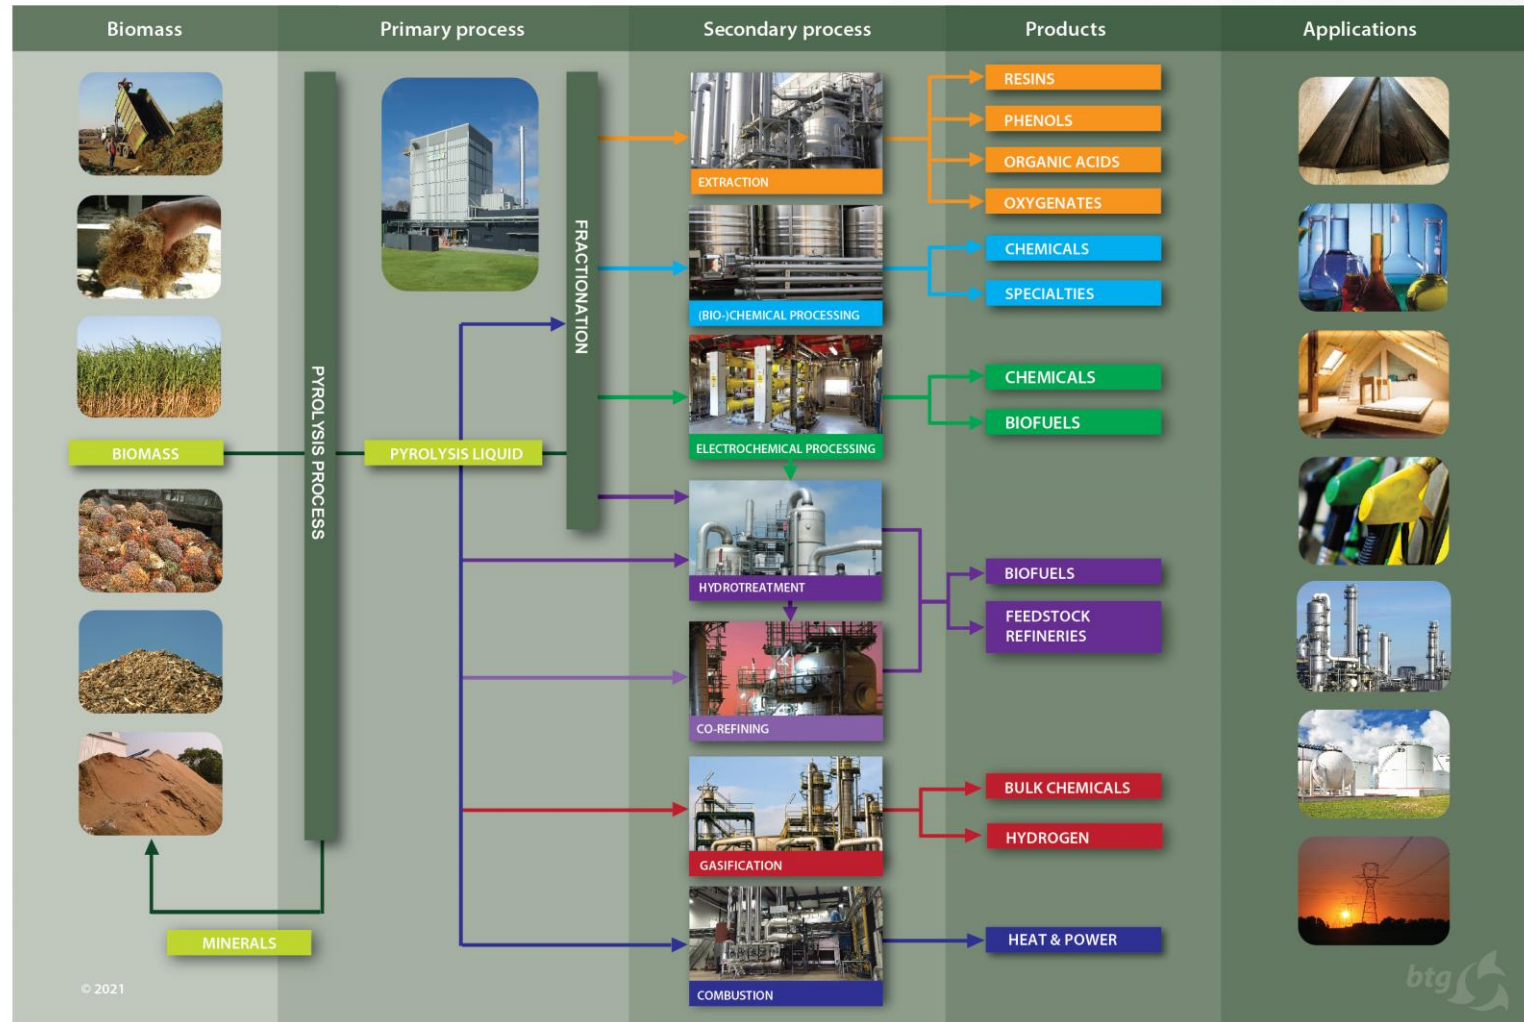 Biomass
Primary process
Secondary process
Products
Applications
BIOMASS
MINERALS
© 2021
PYROLYSIS PROCESS
PYROLYSIS LIQUID
FRACTIONATION
EXTRACTION
(BIO-)CHEMICAL PROCESSING
ELECTROCHEMICAL PROCESSING
HYDROTREATMENT
CO-REFINING
GASIFICATION
COMBUSTION
RESINS
PHENOLS
ORGANIC ACIDS
OXYGENATES
CHEMICALS
SPECIALTIES
CHEMICALS
BIOFUELS
BIOFUELS
FEEDSTOCK
REFINERIES
BULK CHEMICALS
HYDROGEN
HEAT & POWER
btg